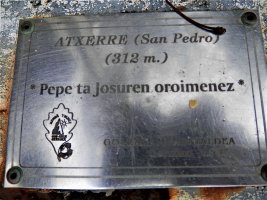 ATXERRE (San Pedro)
(312 m.)
* Pepe ta josuren oroimenez *